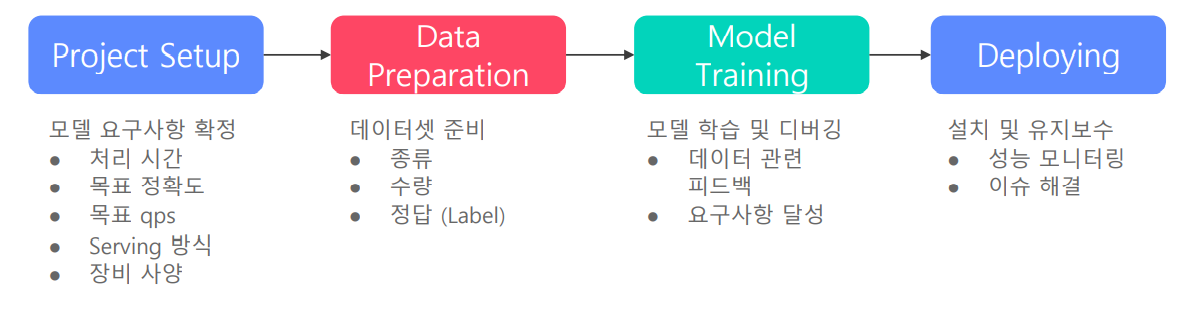 Project Setup
Data
Preparation
Model
Training
Deploying
모델 요구사항 확정
● 처리 시간
● 목표 정확도
● 목표 qps
● Serving 방식
● 장비 사양
데이터셋 준비
● 종류
● 수량
● 정답 (Label)
모델 학습 및 디버깅
● 데이터 관련
피드백
● 요구사항 달성
설치 및 유지보수
● 성능 모니터링
● 이슈 해결